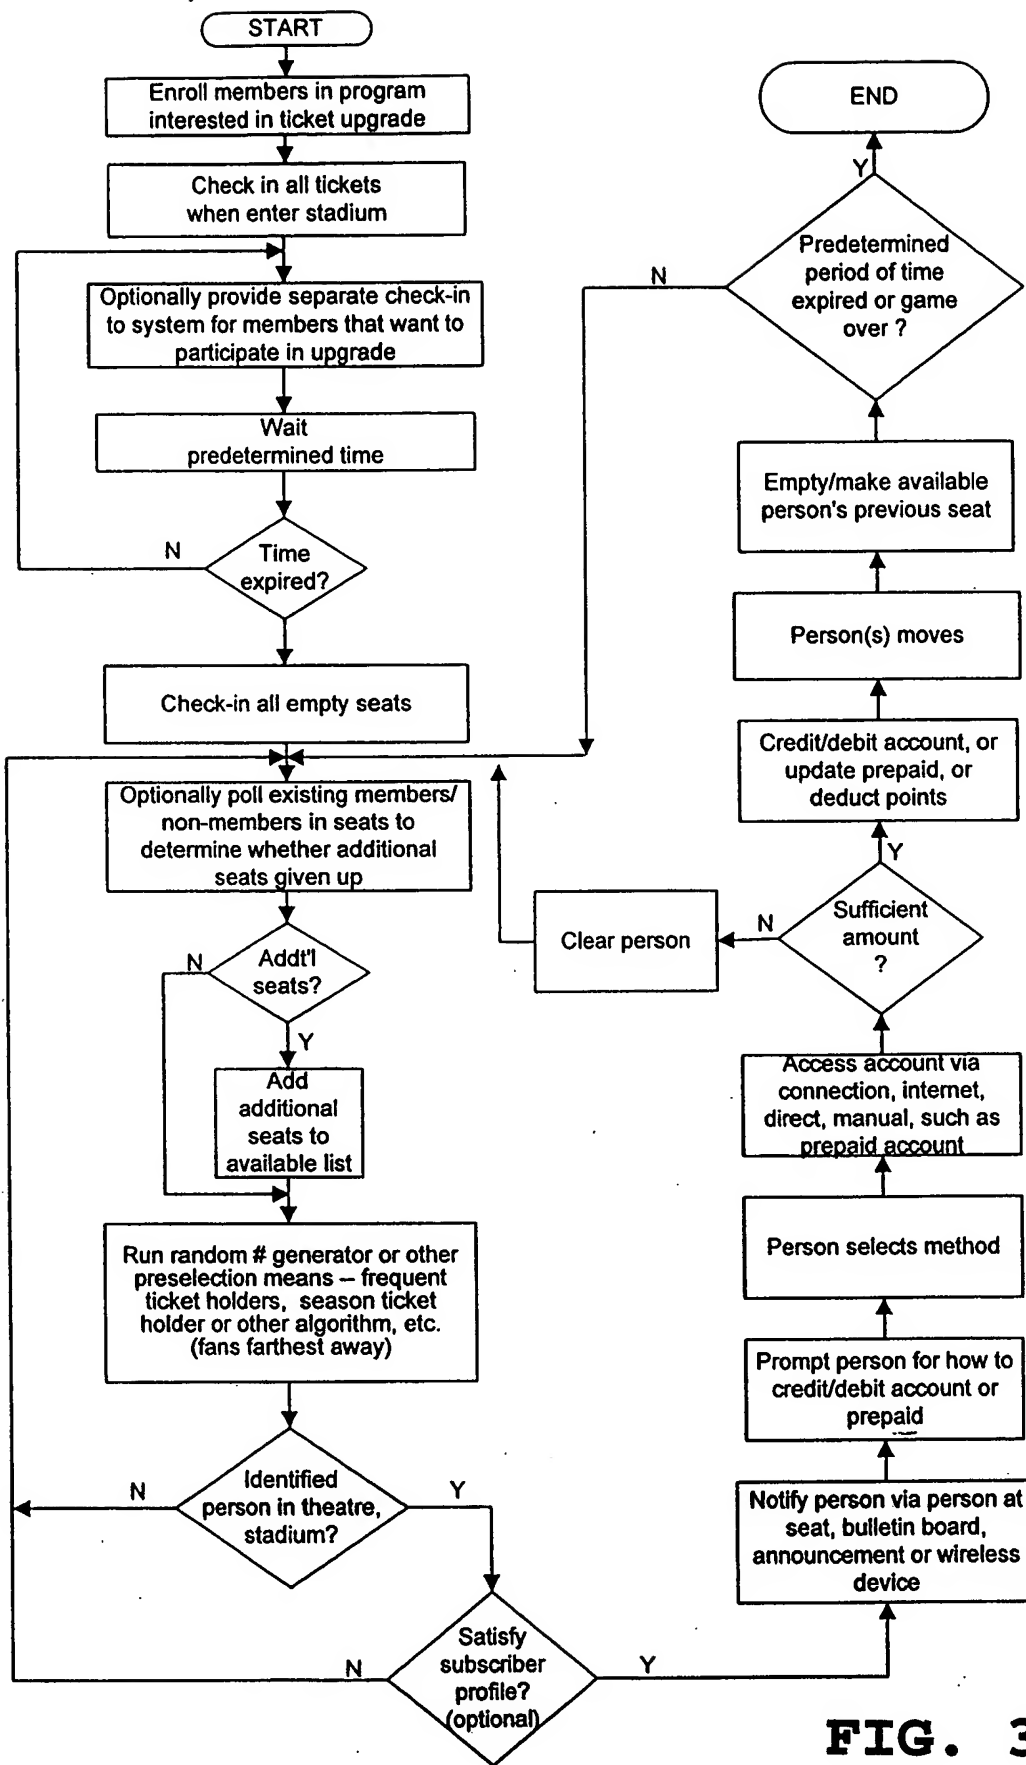 START
Enroll members in program
interested in ticket upgrade
Check in all tickets
when enter stadium
Optionally provide separate check-in
to system for members that want to
participate in upgrade
Wait
predetermined time
N
Time
expired?
Check-in all empty seats
Optionally poll existing members/
non-members in seats to
determine whether additional
seats given up
N
Addt'l
seats?
Y
Add
additional
seats to
available list
Run random # generator or other
preselection means – frequent
ticket holders, season ticket
holder or other algorithm, etc.
(fans farthest away)
N
Identified
person in theatre,
stadium?
Y
N
Satisfy
subscriber
profile?
(optional)
Y
Notify person via person at
seat, bulletin board,
announcement or wireless
device
Prompt person for how to
credit/debit account or
prepaid
Person selects method
Access account via
connection, internet,
direct, manual, such as
prepaid account
Sufficient
amount
?
N
Clear person
Y
Credit/debit account, or
update prepaid, or
deduct points
Person(s) moves
Empty/make available
person's previous seat
Predetermined
period of time
expired or game
over ?
N
Y
END
FIG. 3